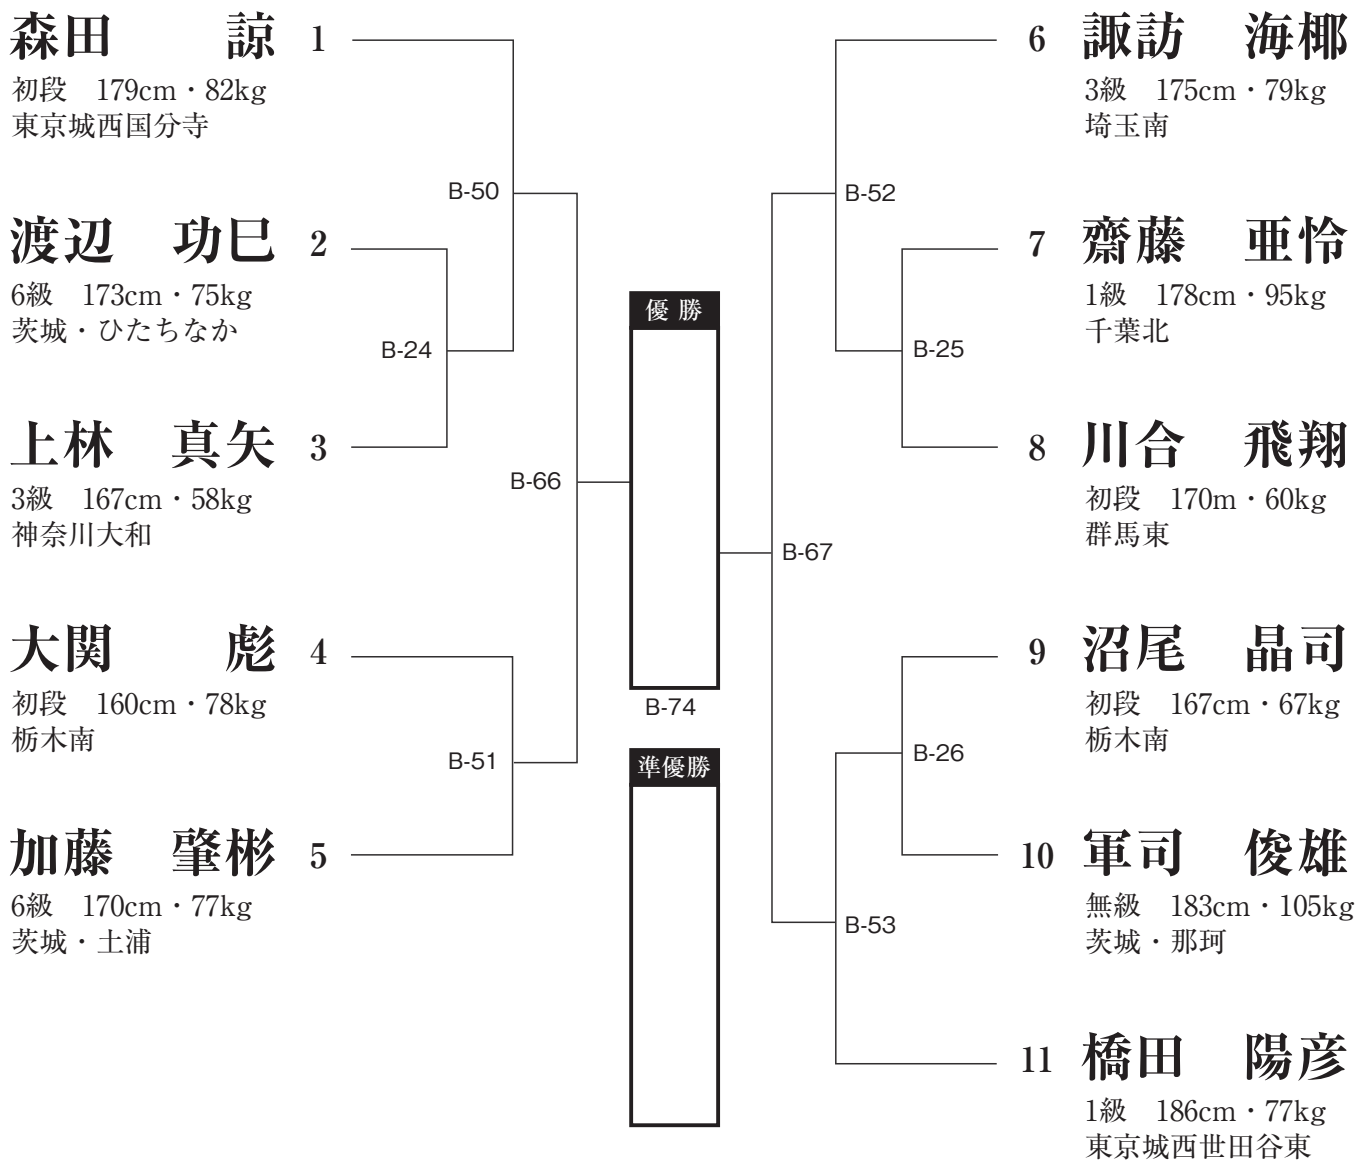 森田 諒 1
初段 179cm・82kg
東京城西国分寺
渡辺 功巳 2
6級 173cm・75kg
茨城・ひたちなか
上林 真矢 3
3級 167cm・58kg
神奈川大和
大関 彪 4
初段 160cm・78kg
栃木南
加藤 肇彬 5
6級 170cm・77kg
茨城・土浦
B-50
B-24
B-66
B-51
優勝
B-74
準優勝
B-52
B-25
B-67
B-26
B-53
6 諏訪 海椰
3級 175cm・79kg
埼玉南
7 齋藤 亜怜
1級 178cm・95kg
千葉北
8 川合 飛翔
初段 170m・60kg
群馬東
9 沼尾 晶司
初段 167cm・67kg
栃木南
10 軍司 俊雄
無級 183cm・105kg
茨城・那珂
11 橋田 陽彦
1級 186cm・77kg
東京城西世田谷東